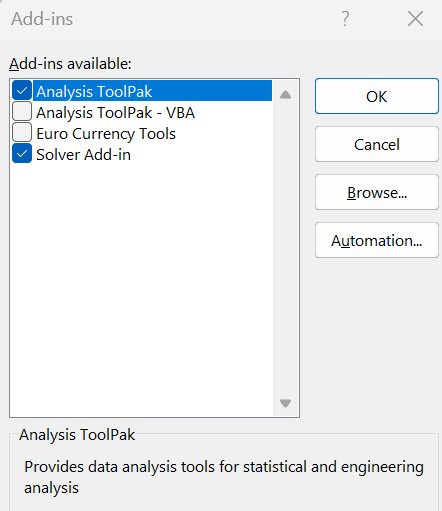 Add-ins
?
Add-ins available:
Analysis ToolPak
Analysis ToolPak - VBA
Euro Currency Tools
Solver Add-in
OK
Cancel
Browse...
Automation...
Analysis ToolPak
Provides data analysis tools for statistical and engineering
analysis